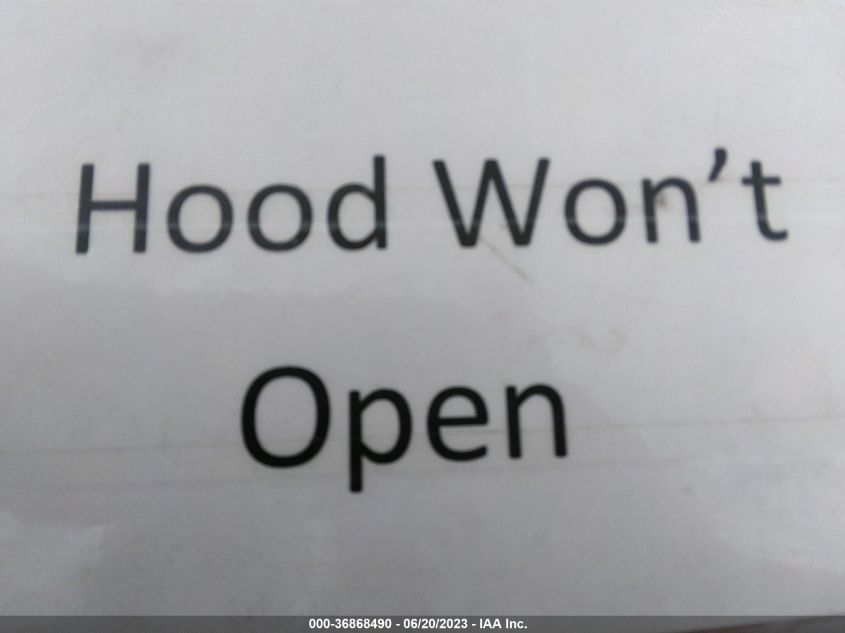 Hood Won’t
Open
000-36868490 - 06/20/2023 - IAA Inc.